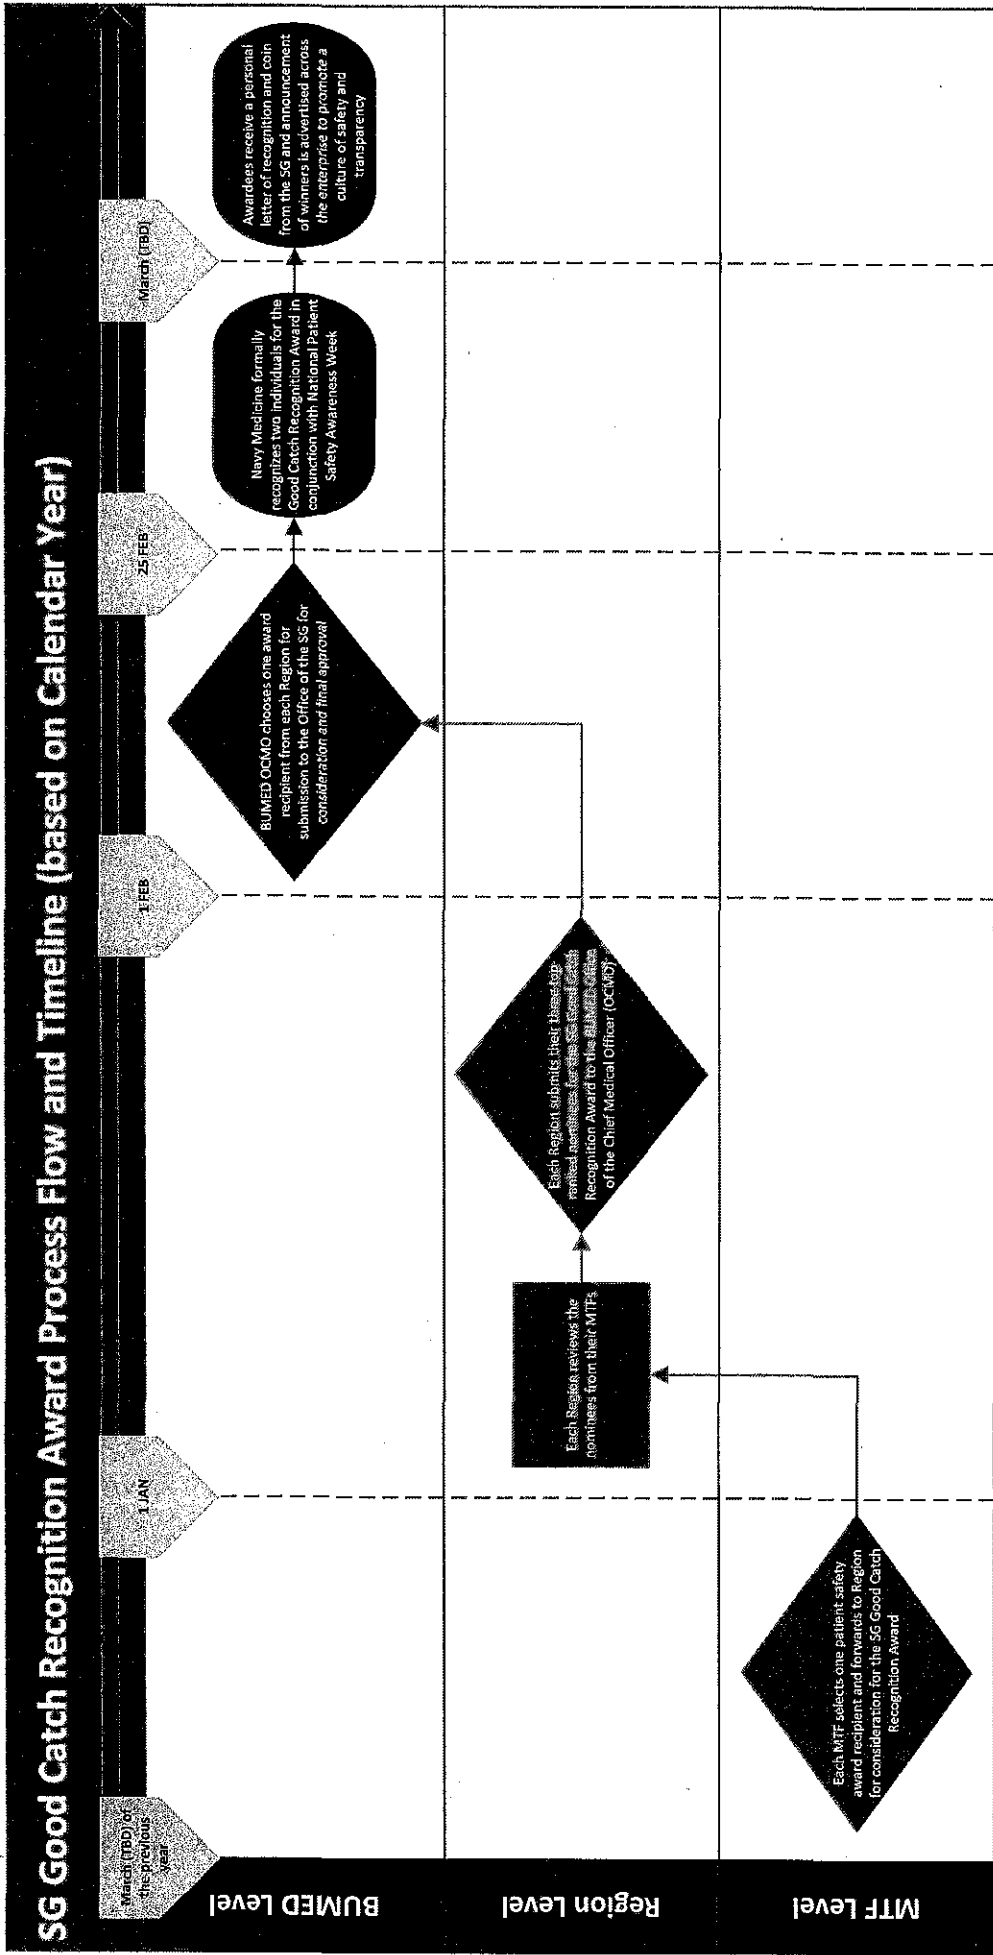 SG Good Catch Recognition Award Process Flow and Timeline (based on Calendar Year)
March (TBD) of
the previous
year
1 JAN
1 FEB
25 FEB
March (TBD)
BUMED Level
BUMED OCMO chooses one award
recipient from each Region for
submission to the Office of the SG for
consideration and final approval
Navy Medicine formally
recognizes two individuals for the
Good Catch Recognition Award in
conjunction with National Patient
Safety Awareness Week
Awardees receive a personal
letter of recognition and coin
from the SG and announcement
of winners is advertised across
the enterprise to promote a
culture of safety and
transparency
Region Level
Each Region reviews the
nominees from their MTFs
Each Region submits their three top
ranked nominees for the SG Good Catch
Recognition Award to the BUMED Office
of the Chief Medical Officer (OCMO)
MTF Level
Each MTF selects one patient safety
award recipient and forwards to Region
for consideration for the SG Good Catch
Recognition Award